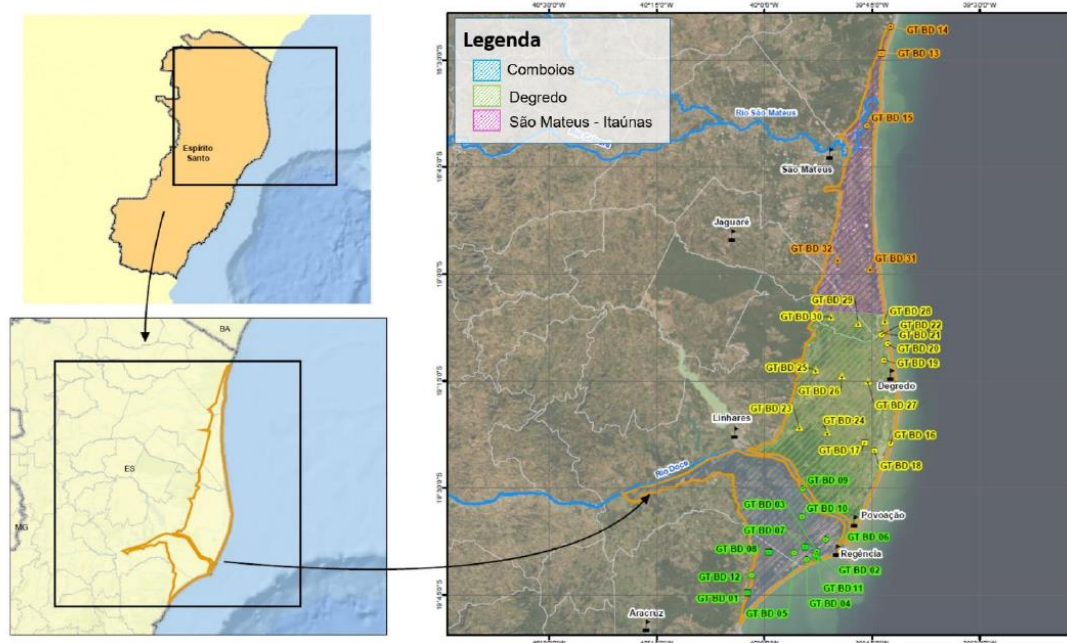 Espírito
Santo
BA
ES
MG
Legenda
Comboios
Degredo
São Mateus - Itaúnas
GT BD 14
GT BD 13
Rio São Mateus
GT BD 15
São Mateus
Jaguaré
GT BD 32
GT BD 31
GT BD 29
GT BD 30
GT BD 28
GT BD 22
GT BD 21
GT BD 20
GT BD 19
GT BD 25
GT BD 26
Degredo
GT BD 27
GT BD 23
Linhares
GT BD 24
GT BD 16
GT BD 17
GT BD 18
Rio Doce
GT BD 09
GT BD 03
GT BD 10
Povoação
GT BD 07
GT BD 06
GT BD 08
Regência
GT BD 02
GT BD 12
GT BD 11
GT BD 01
GT BD 04
GT BD 05
Aracruz